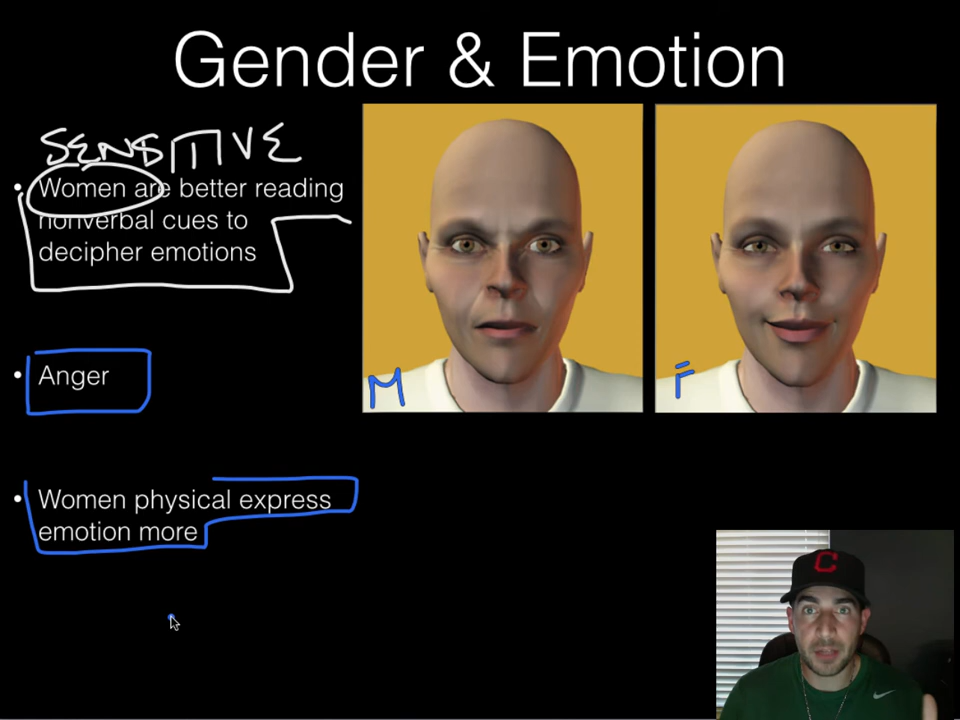 Gender & Emotion
SENSITIVE
• Women are better reading
nonverbal cues to
decipher emotions
M
F
• Anger
• Women physical express
emotion more
C